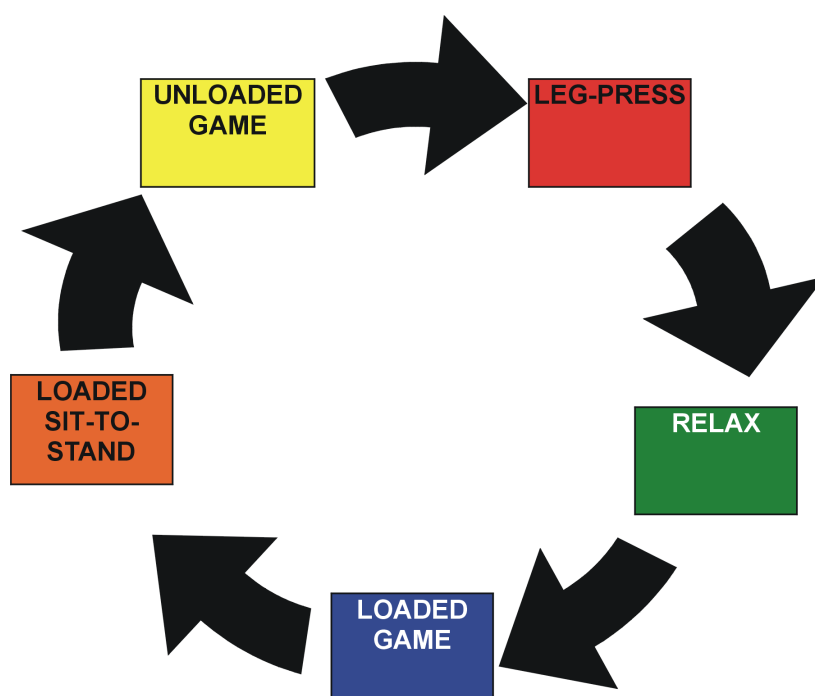 UNLOADED
GAME
LEG-PRESS
RELAX
LOADED
GAME
LOADED
SIT-TO-
STAND